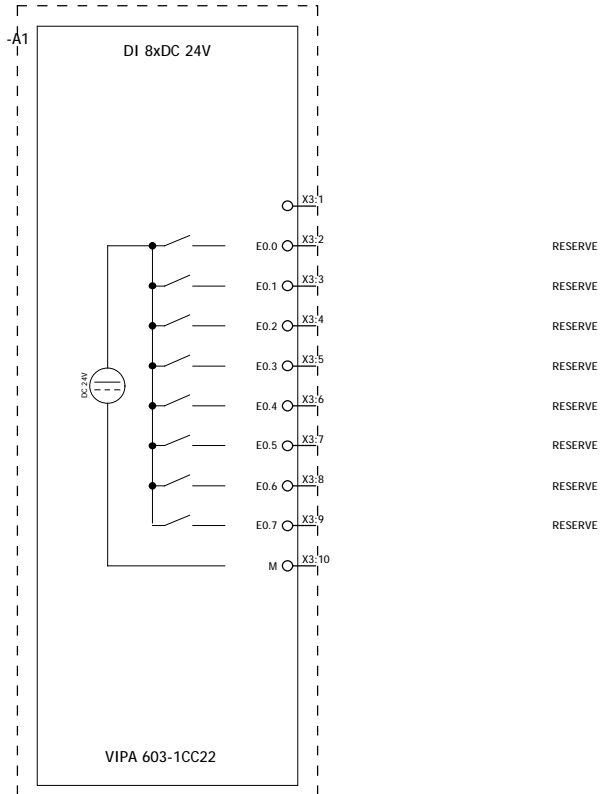 -A1
DI 8xDC 24V
X3:1
E0.0 X3:2 RESERVE
E0.1 X3:3 RESERVE
E0.2 X3:4 RESERVE
E0.3 X3:5 RESERVE
DC 24V
E0.4 X3:6 RESERVE
E0.5 X3:7 RESERVE
E0.6 X3:8 RESERVE
E0.7 X3:9 RESERVE
M X3:10
VIPA 603-1CC22